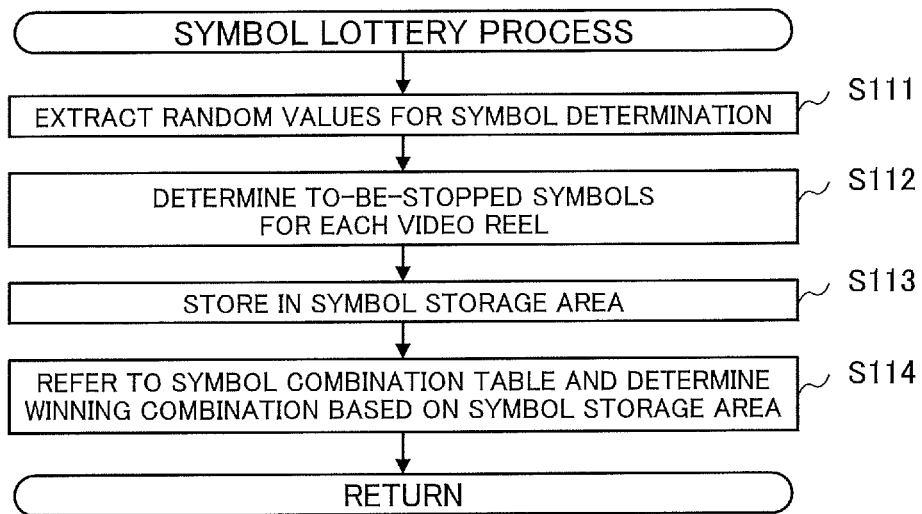 SYMBOL LOTTERY PROCESS
EXTRACT RANDOM VALUES FOR SYMBOL DETERMINATION
S111
DETERMINE TO-BE-STOPPED SYMBOLS
FOR EACH VIDEO REEL
S112
STORE IN SYMBOL STORAGE AREA
S113
REFER TO SYMBOL COMBINATION TABLE AND DETERMINE
WINNING COMBINATION BASED ON SYMBOL STORAGE AREA
S114
RETURN